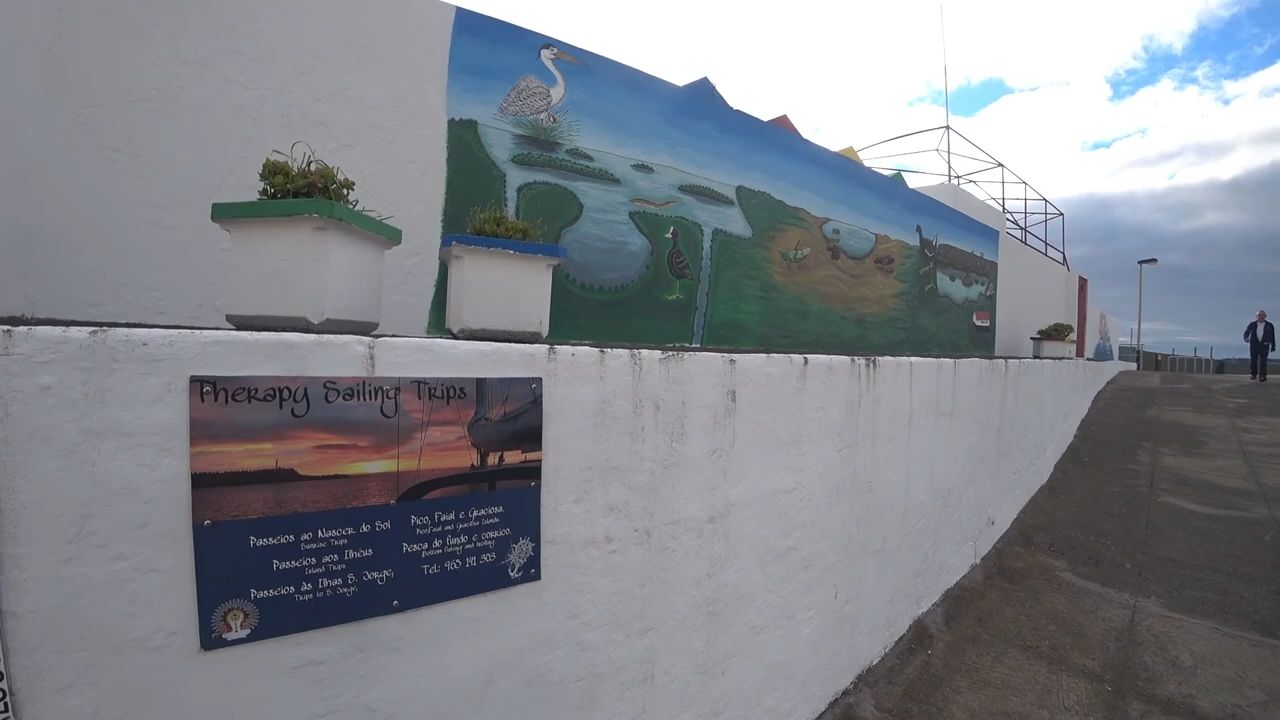 Therapy Sailing Trips
Passeios ao Nascer do Sol
Sunrise Trips
Passeios aos Ilhéus
Island Trips
Passeios às Ilhas S. Jorge,
Trips to S. Jorge,
Pico, Faial e Graciosa.
Pico, Faial and Graciosa Islands.
Pesca do fundo e corrico.
Bottom fishing and trolling.
Tel: 963 141 303